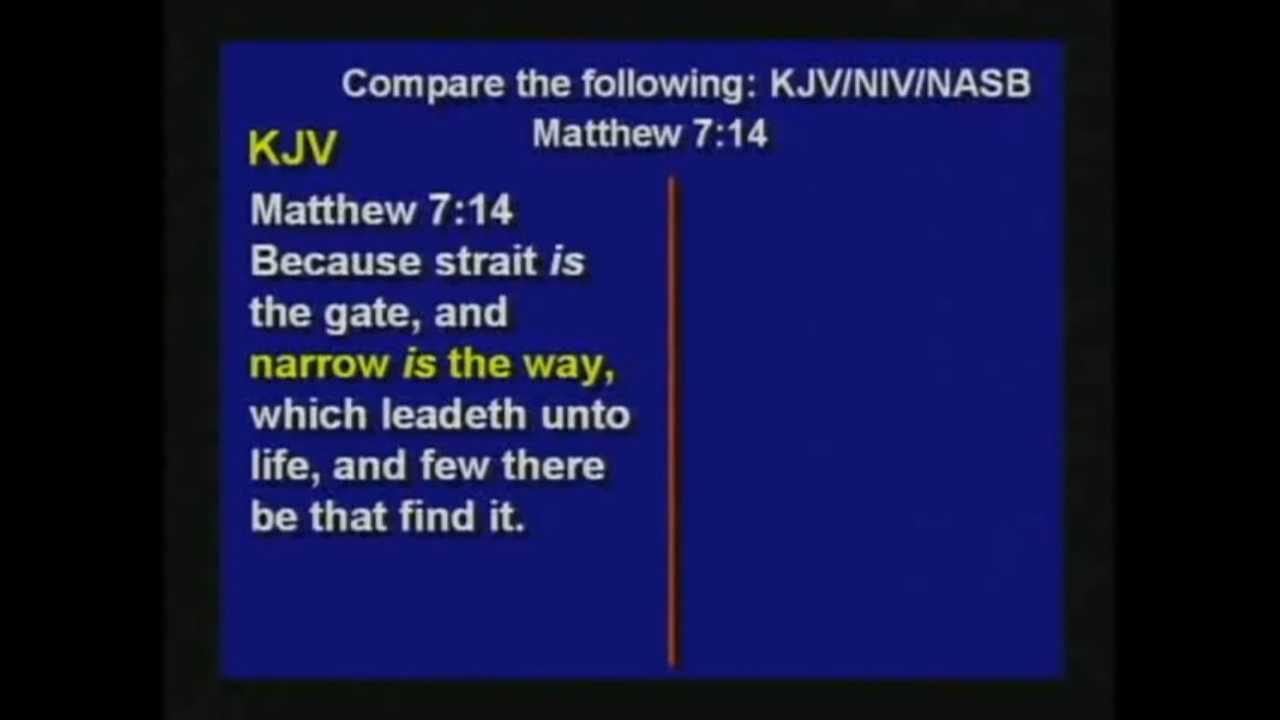 Compare the following: KJV/NIV/NASB
Matthew 7:14
KJV
Matthew 7:14
Because strait is
the gate, and
narrow is the way,
which leadeth unto
life, and few there
be that find it.